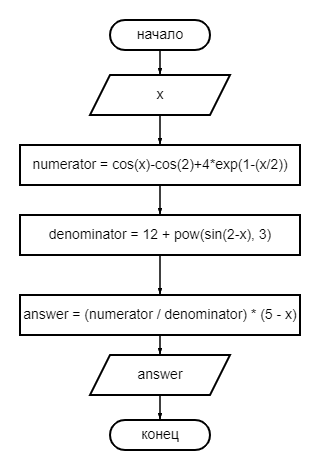 начало
x
numerator = cos(x)-cos(2)+4*exp(1-(x/2))
denominator = 12 + pow(sin(2-x), 3)
answer = (numerator / denominator) * (5 - x)
answer
конец